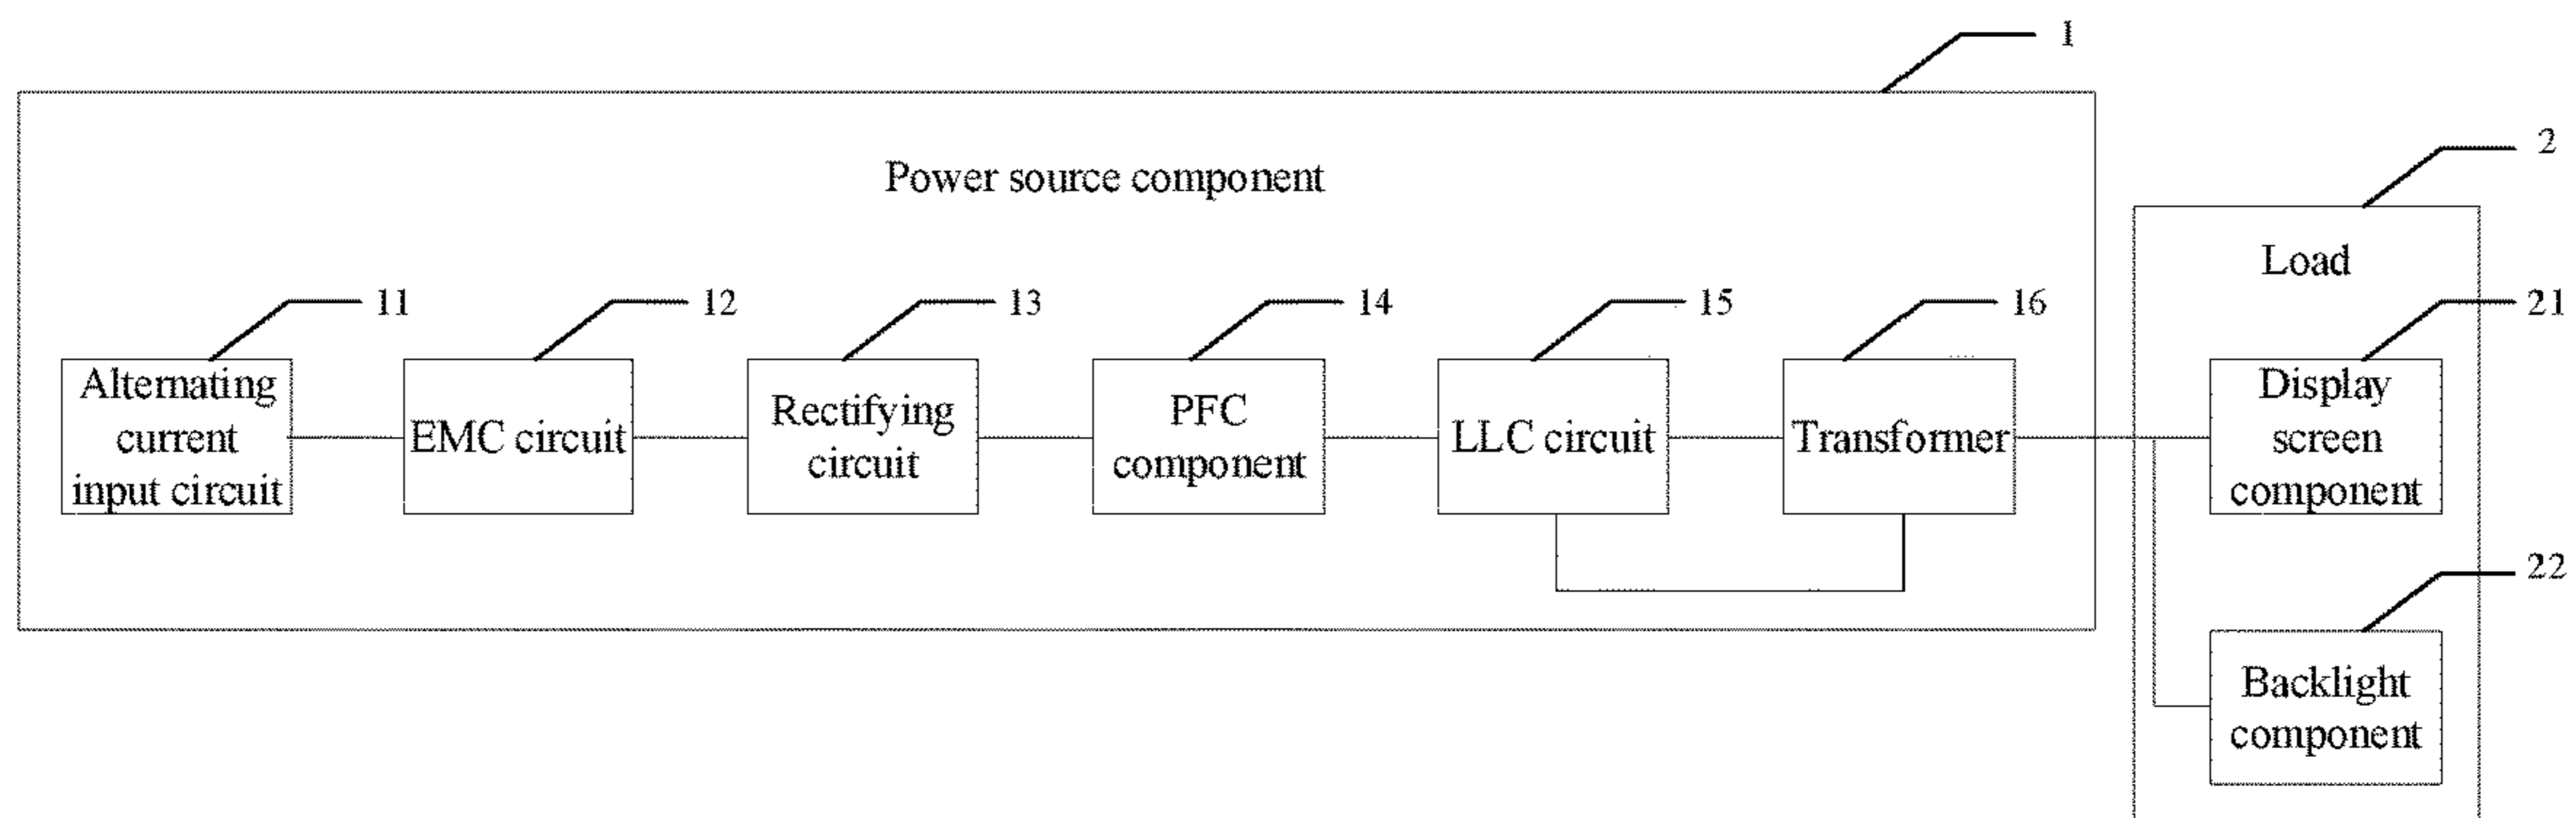 1
Power source component
2
Load
11
12
13
14
15
16
21
Alternating
current
input circuit
EMC circuit
Rectifying
circuit
PFC
component
LLC circuit
Transformer
Display
screen
component
22
Backlight
component